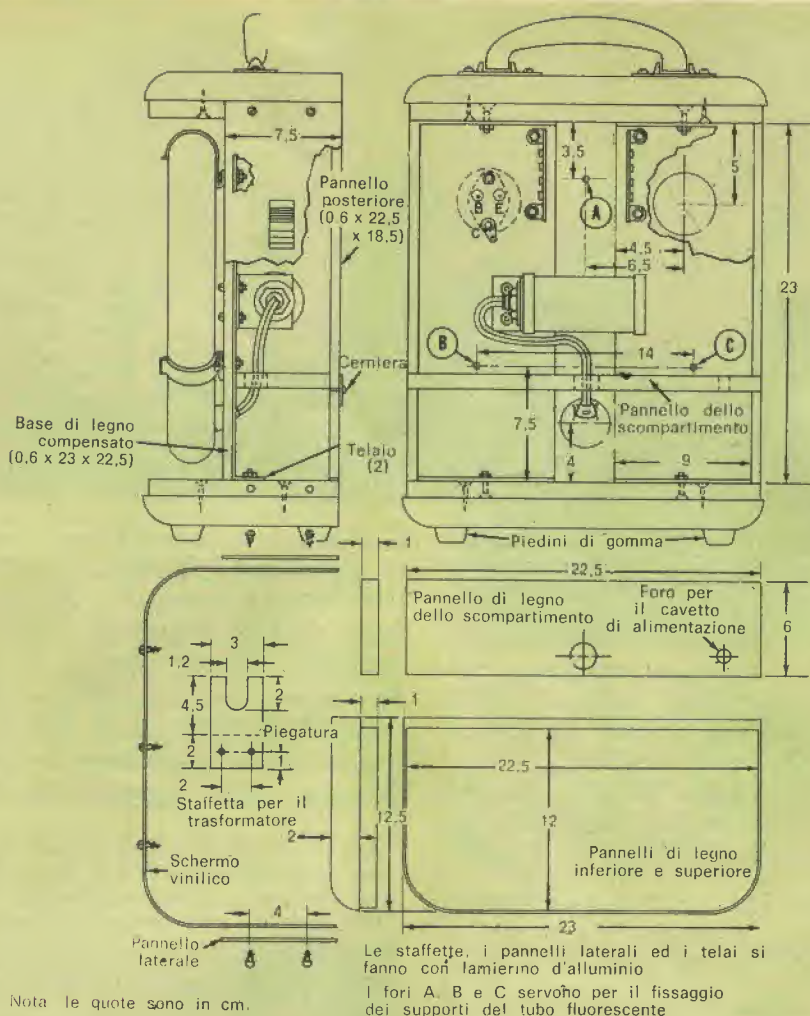 7,5
Pannello
posteriore
(0.6 x 22,5
x 18.5)
Cerniera
Base di legno
compensato
(0,6 x 23 x 22,5)
Telaio
(2)
3,5
5
A
B
E
C
4,5
6,5
23
B
14
C
Pannello dello
scompartimento
7,5
4
9
Piedini di gomma
1
22,5
Pannello di legno
dello scompartimento
Foro per
il cavetto
di alimentazione
6
3
1,2
2
4,5
Piegatura
2
1
2
Staffetta per il
trasformatore
1
22,5
12,5
12
2
Pannelli di legno
inferiore e superiore
23
Schermo
vinilico
4
Pannello
laterale
Le staffette, i pannelli laterali ed i telai si
fanno con lamierino d'alluminio
I fori A, B e C servono per il fissaggio
dei supporti del tubo fluorescente
Nota le quote sono in cm.